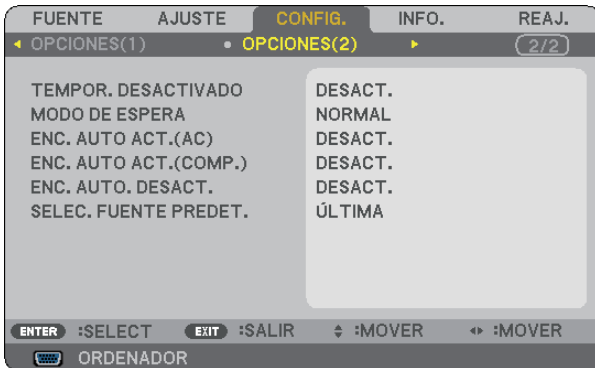 FUENTE AJUSTE CONFIG. INFO. REAJ.
OPCIONES(1) OPCIONES(2) 2/2
TEMPOR. DESACTIVADO DESACT.
MODO DE ESPERA NORMAL
ENC. AUTO ACT.(AC) DESACT.
ENC. AUTO ACT.(COMP.) DESACT.
ENC. AUTO. DESACT. DESACT.
SELEC. FUENTE PREDET. ÚLTIMA
ENTER :SELECT EXIT :SALIR :MOVER :MOVER
ORDENADOR